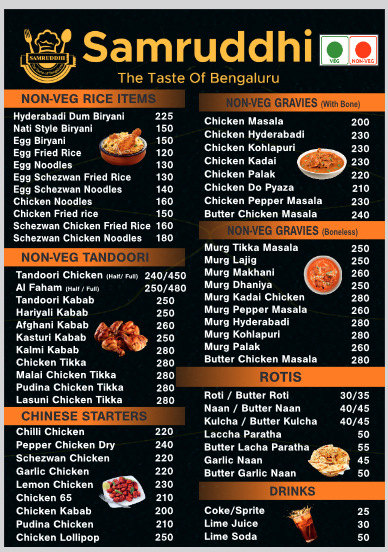 SAMRUDDHI
Samruddhi
The Taste Of Bengaluru
VEG
NON-VEG
NON-VEG RICE ITEMS
Hyderabadi Dum Biryani 225
Nati Style Biryani 150
Egg Biryani 150
Egg Fried Rice 120
Egg Noodles 130
Egg Schezwan Fried Rice 130
Egg Schezwan Noodles 140
Chicken Noodles 160
Chicken Fried rice 150
Schezwan Chicken Fried Rice 160
Schezwan Chicken Noodles 180
NON-VEG TANDOORI
Tandoori Chicken (Half/ Full) 240/450
Al Faham (Half / Full) 250/480
Tandoori Kabab 250
Hariyali Kabab 250
Afghani Kabab 260
Kasturi Kabab 250
Kalmi Kabab 280
Chicken Tikka 280
Malai Chicken Tikka 280
Pudina Chicken Tikka 280
Lasuni Chicken Tikka 280
CHINESE STARTERS
Chilli Chicken 220
Pepper Chicken Dry 240
Schezwan Chicken 220
Garlic Chicken 220
Lemon Chicken 230
Chicken 65 210
Chicken Kabab 200
Pudina Chicken 210
Chicken Lollipop 250
NON-VEG GRAVIES (With Bone)
Chicken Masala 200
Chicken Hyderabadi 230
Chicken Kohlapuri 230
Chicken Kadai 230
Chicken Palak 220
Chicken Do Pyaza 210
Chicken Pepper Masala 230
Butter Chicken Masala 240
NON-VEG GRAVIES (Boneless)
Murg Tikka Masala 250
Murg Lajig 250
Murg Makhani 260
Murg Dhaniya 250
Murg Kadai Chicken 280
Murg Pepper Masala 260
Murg Hyderabadi 280
Murg Kohlapuri 280
Murg Palak 260
Butter Chicken Masala 280
ROTIS
Roti / Butter Roti 30/35
Naan / Butter Naan 40/45
Kulcha / Butter Kulcha 40/45
Laccha Paratha 50
Butter Lacha Paratha 55
Garlic Naan 45
Butter Garlic Naan 50
DRINKS
Coke/Sprite 25
Lime Juice 30
Lime Soda 50